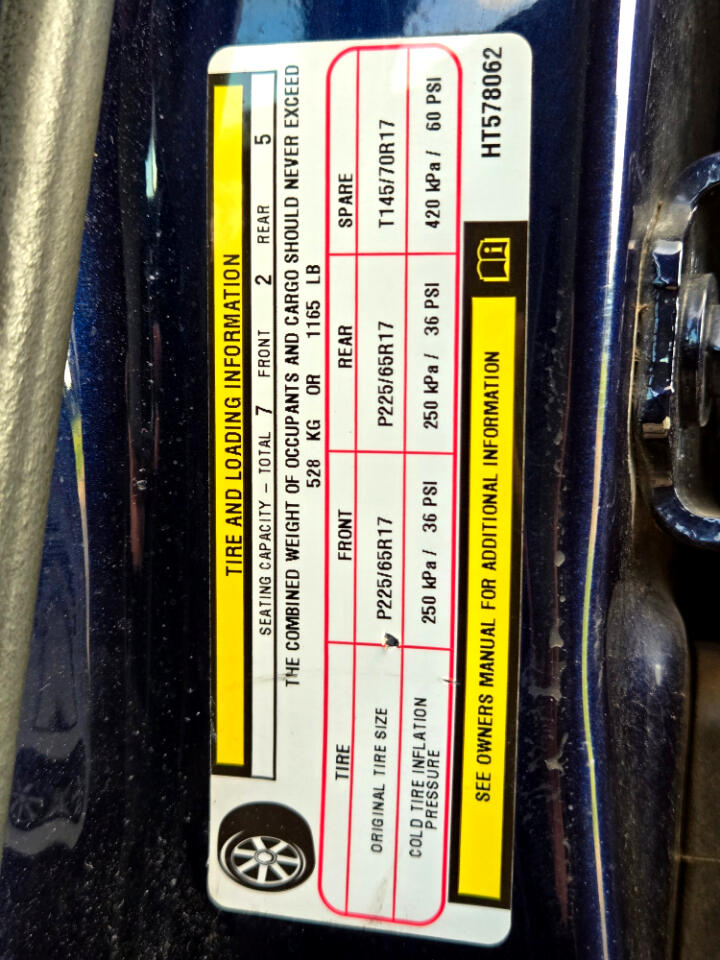 TIRE AND LOADING INFORMATION
SEATING CAPACITY – TOTAL 7 FRONT 2 REAR 5
THE COMBINED WEIGHT OF OCCUPANTS AND CARGO SHOULD NEVER EXCEED
528 KG OR 1165 LB
TIRE FRONT REAR SPARE
ORIGINAL TIRE SIZE P225/65R17 P225/65R17 T145/70R17
COLD TIRE INFLATION PRESSURE 250 kPa / 36 PSI 250 kPa / 36 PSI 420 kPa / 60 PSI
SEE OWNERS MANUAL FOR ADDITIONAL INFORMATION
HT578062